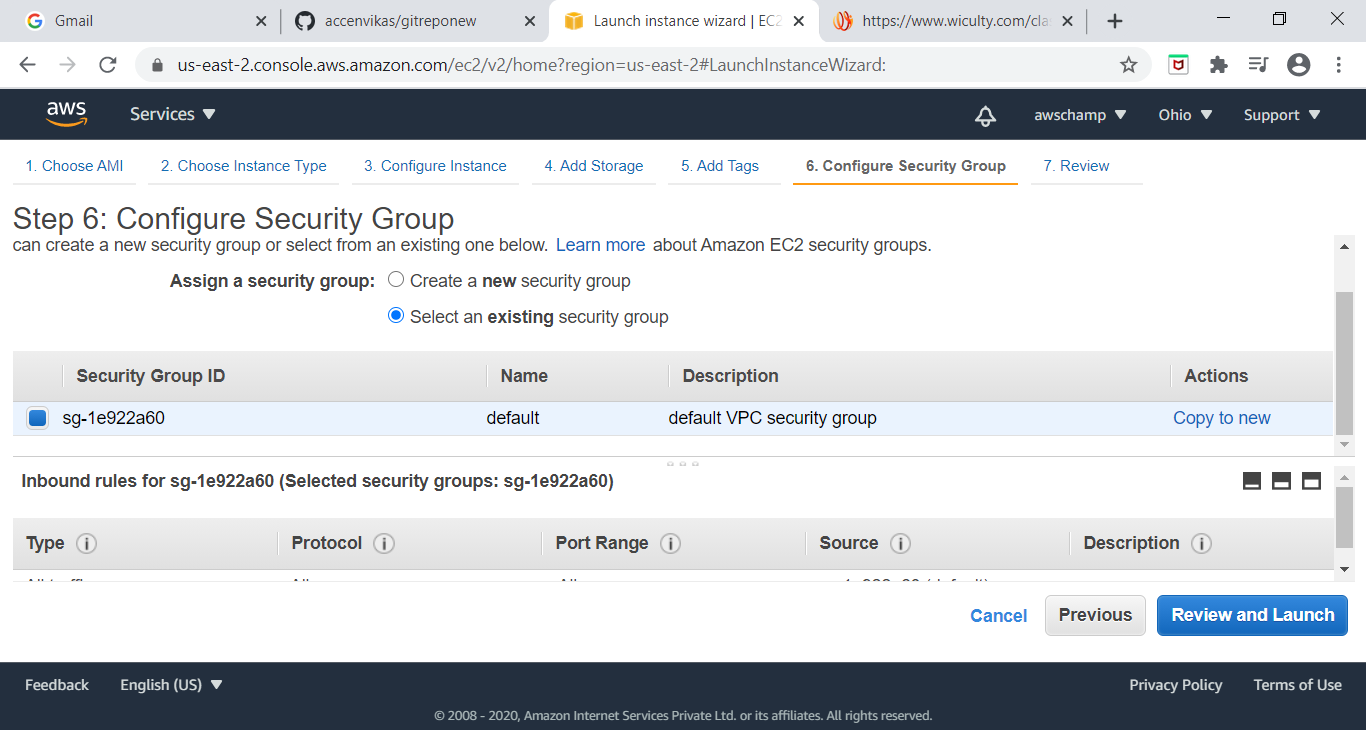 Gmail
accenvikas/gitreponew
Launch instance wizard | EC2
https://www.wiculty.com/cla
us-east-2.console.aws.amazon.com/ec2/v2/home?region=us-east-2#LaunchInstanceWizard:
aws Services awschamp Ohio Support
1. Choose AMI 2. Choose Instance Type 3. Configure Instance 4. Add Storage 5. Add Tags 6. Configure Security Group 7. Review
Step 6: Configure Security Group
can create a new security group or select from an existing one below. Learn more about Amazon EC2 security groups.
Assign a security group: Create a new security group
Select an existing security group
Security Group ID Name Description Actions
sg-1e922a60 default default VPC security group Copy to new
Inbound rules for sg-1e922a60 (Selected security groups: sg-1e922a60)
Type i Protocol i Port Range i Source i Description i
Cancel Previous Review and Launch
Feedback English (US) Privacy Policy Terms of Use
© 2008 - 2020, Amazon Internet Services Private Ltd. or its affiliates. All rights reserved.